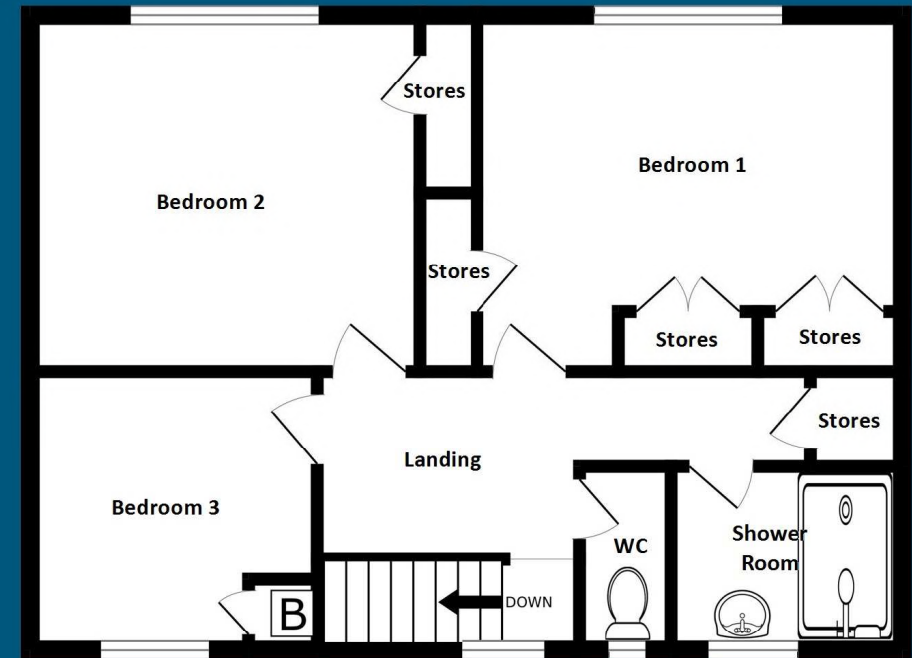 Stores
Bedroom 1
Bedroom 2
Stores
Stores
Stores
Stores
Landing
Bedroom 3
Shower
Room
WC
DOWN
B